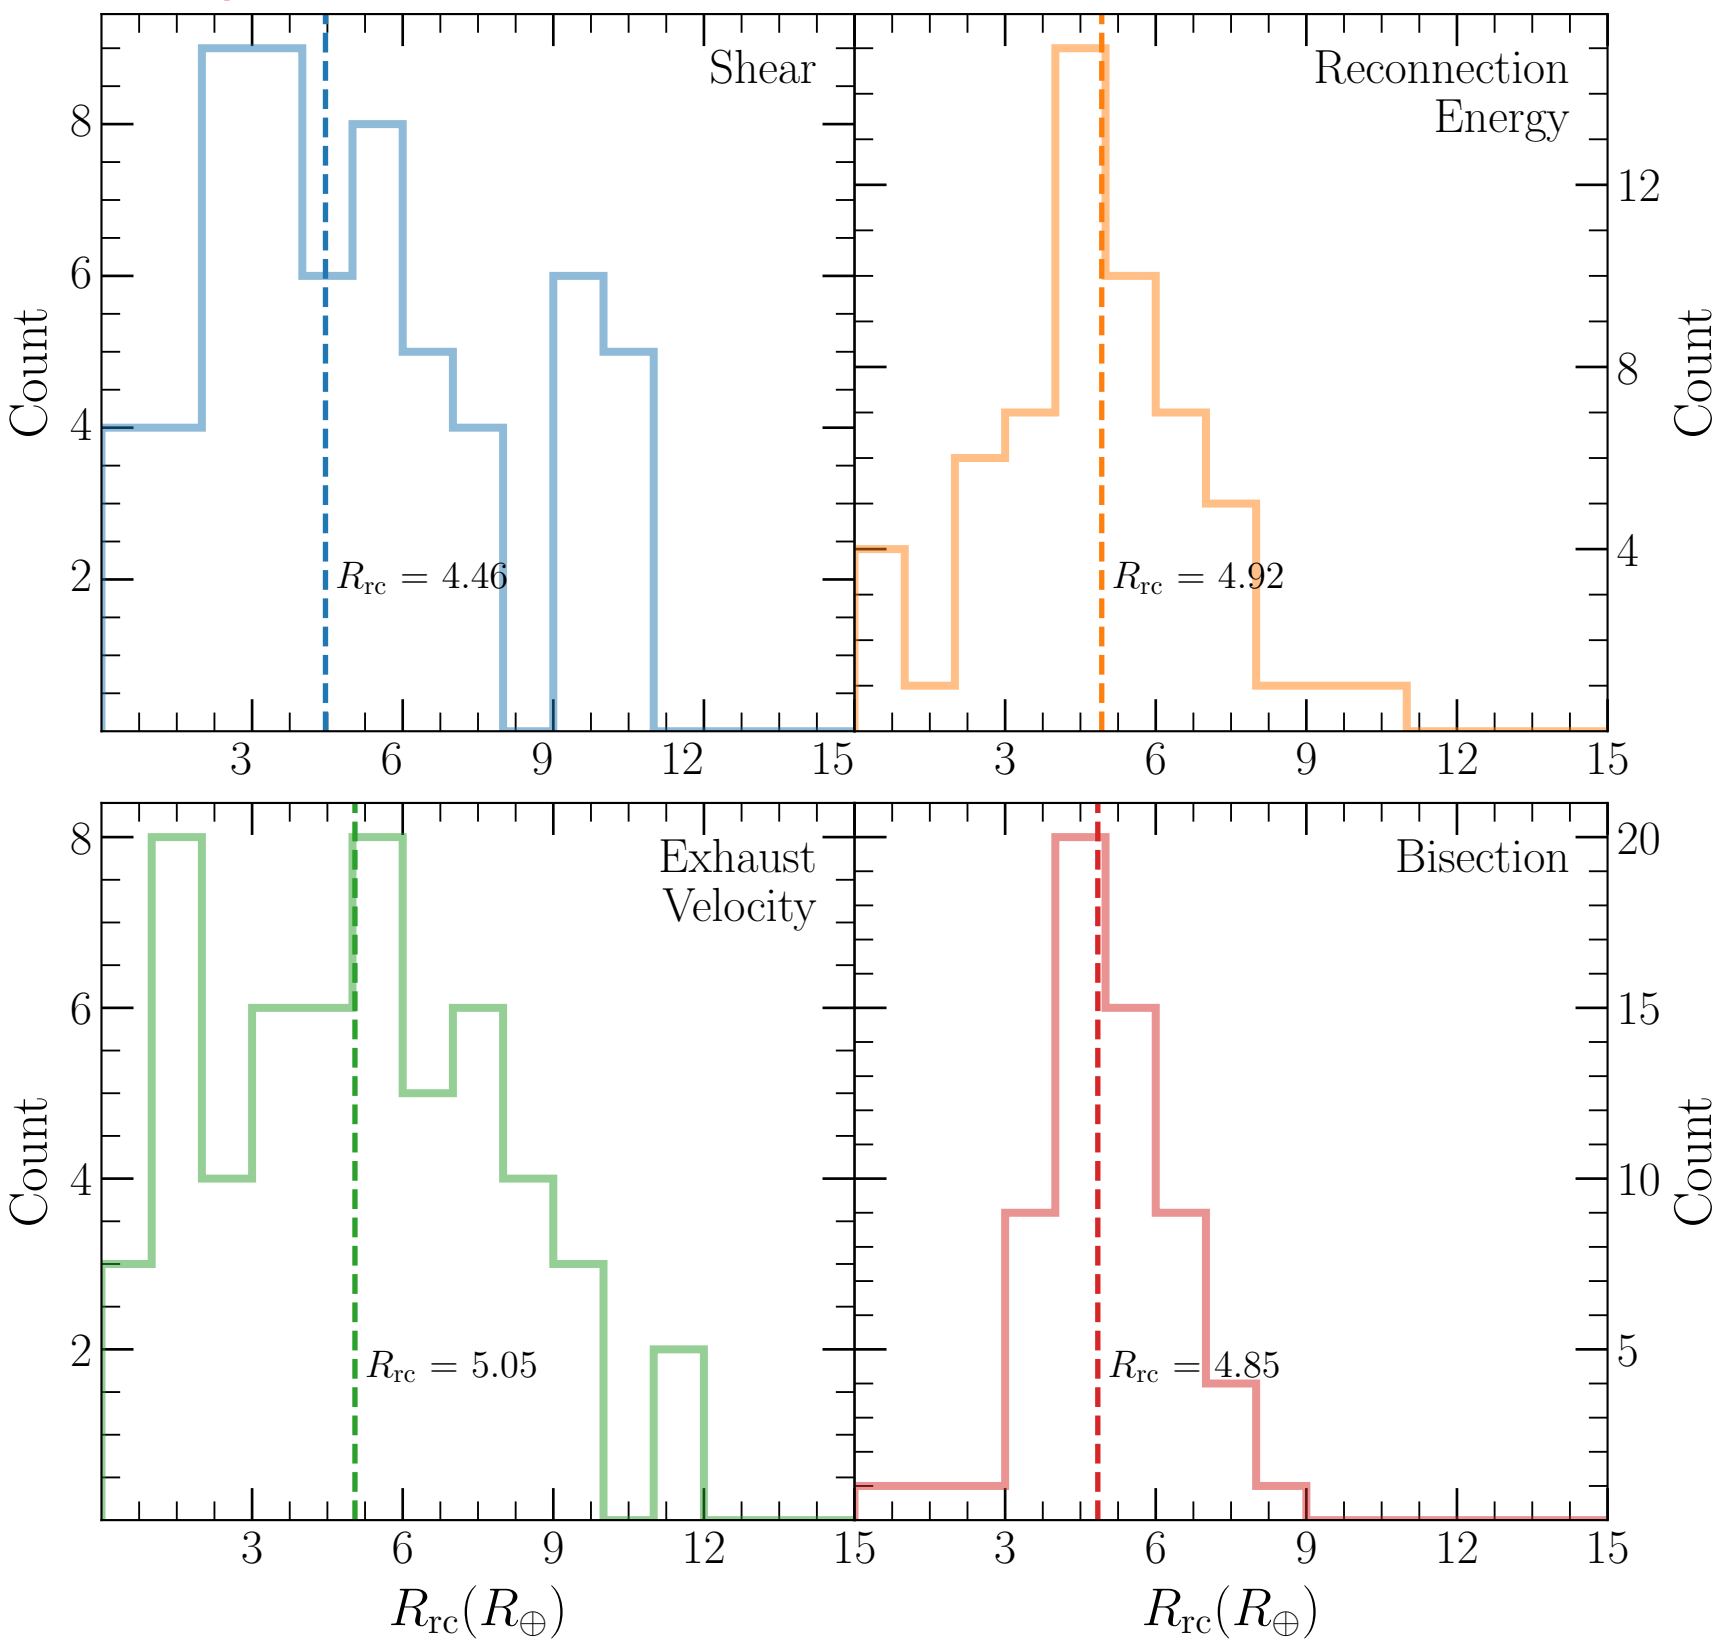 Shear
Reconnection
Energy
Count
8
6
4
2
R_rc = 4.46
3
6
9
12
15
Count
12
8
4
R_rc = 4.92
3
6
9
12
15
Exhaust
Velocity
Count
8
6
4
2
R_rc = 5.05
3
6
9
12
15
R_rc(R_⊕)
Bisection
Count
20
15
10
5
R_rc = 4.85
3
6
9
12
15
R_rc(R_⊕)